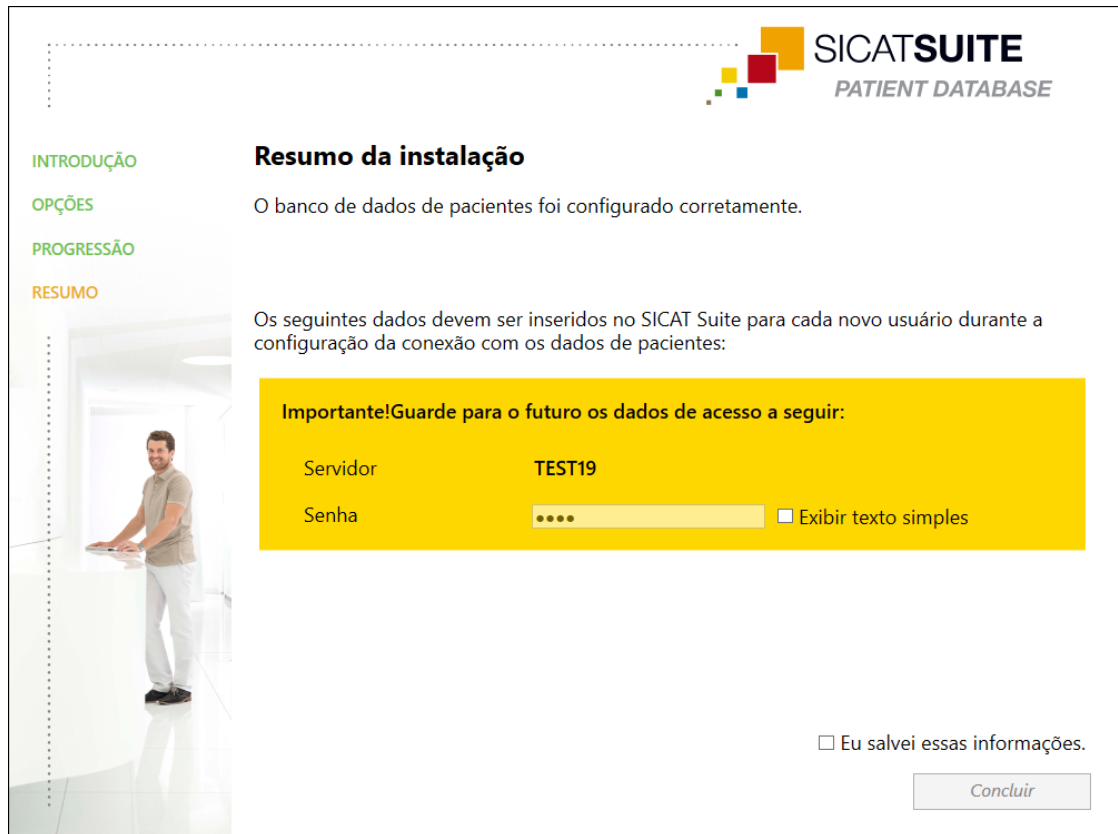 SICATSUITE
PATIENT DATABASE
INTRODUÇÃO
OPÇÕES
PROGRESSÃO
RESUMO
Resumo da instalação
O banco de dados de pacientes foi configurado corretamente.
Os seguintes dados devem ser inseridos no SICAT Suite para cada novo usuário durante a
configuração da conexão com os dados de pacientes:
Importante!Guarde para o futuro os dados de acesso a seguir:
Servidor TEST19
Senha ●●●● Exibir texto simples
Eu salvei essas informações.
Concluir